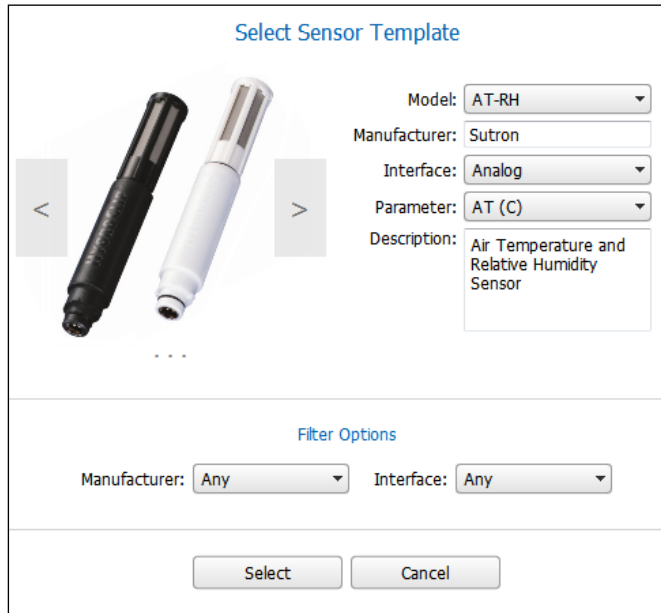 Select Sensor Template
Model: AT-RH
Manufacturer: Sutron
Interface: Analog
Parameter: AT (C)
Description: Air Temperature and
Relative Humidity
Sensor
<
>
...
Filter Options
Manufacturer: Any Interface: Any
Select Cancel